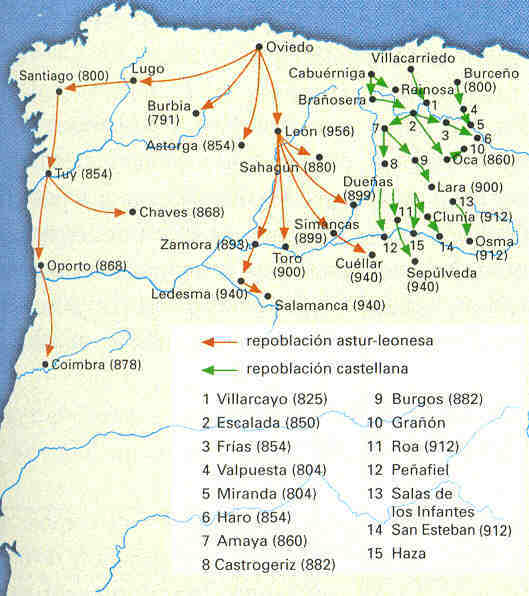 Oviedo
Villacarriedo
Santiago (800)
Lugo
Cabuérniga
Burceño
(800)
Reinosa
Brañosera
1
4
Burbia
(791)
2
3
5
6
7
10
Astorga (854)
León (956)
Sahagún (880)
8
9
Oca (860)
Tuy (854)
Dueñas
(899)
Lara (900)
13
Chaves (868)
Simancas
(899)
11
Clunia (912)
Zamora (893)
Toro
(900)
12
15
14
Osma
(912)
Oporto (868)
Cuéllar
(940)
Sepúlveda
(940)
Ledesma (940)
Salamanca (940)
Coimbra (878)
repoblación astur-leonesa
repoblación castellana
1 Villarcayo (825)
2 Escalada (850)
3 Frías (854)
4 Valpuesta (804)
5 Miranda (804)
6 Haro (854)
7 Amaya (860)
8 Castrogeriz (882)
9 Burgos (882)
10 Grañón
11 Roa (912)
12 Peñafiel
13 Salas de
los Infantes
14 San Esteban (912)
15 Haza